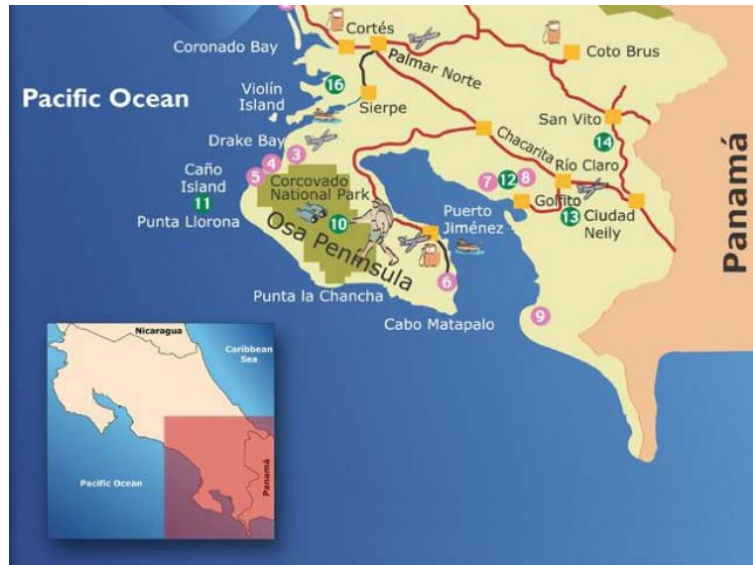 Cortés
Coronado Bay
Coto Brus
Palmar Norte
Pacific Ocean
Violín
Island
16
Sierpe
San Vito
Chacarita
14
Drake Bay
3
4
5
Río Claro
Caño
Island
11
Punta Llorona
Corcovado
National Park
10
Osa Península
7
12
8
Golfito
13
Ciudad
Neily
Puerto
Jiménez
6
Punta la Chancha
Cabo Matapalo
9
Panamá
Nicaragua
Caribbean
Sea
Pacific Ocean
Panamá